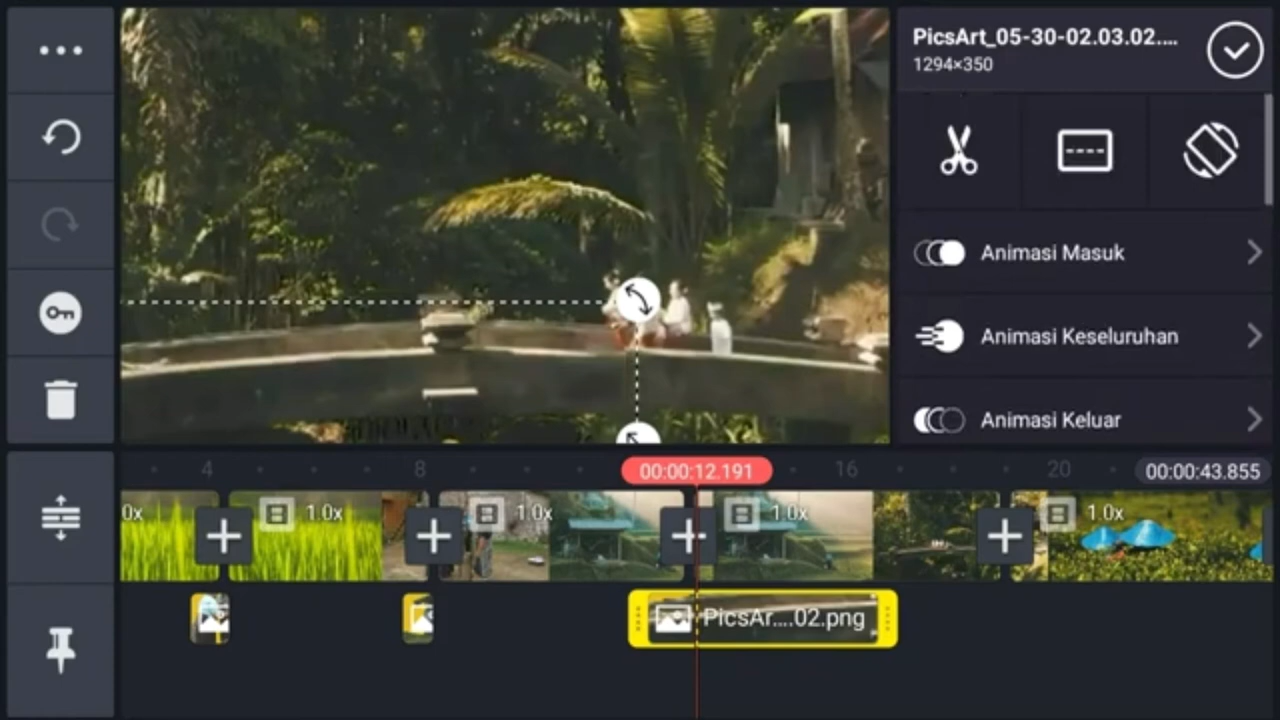 PicsArt_05-30-02.03.02....
1294×350
Animasi Masuk
Animasi Keseluruhan
Animasi Keluar
4
8
00:00:12.191
16
20
00:00:43.855
0x
1.0x
1.0x
1.0x
1.0x
PicsAr....02.png